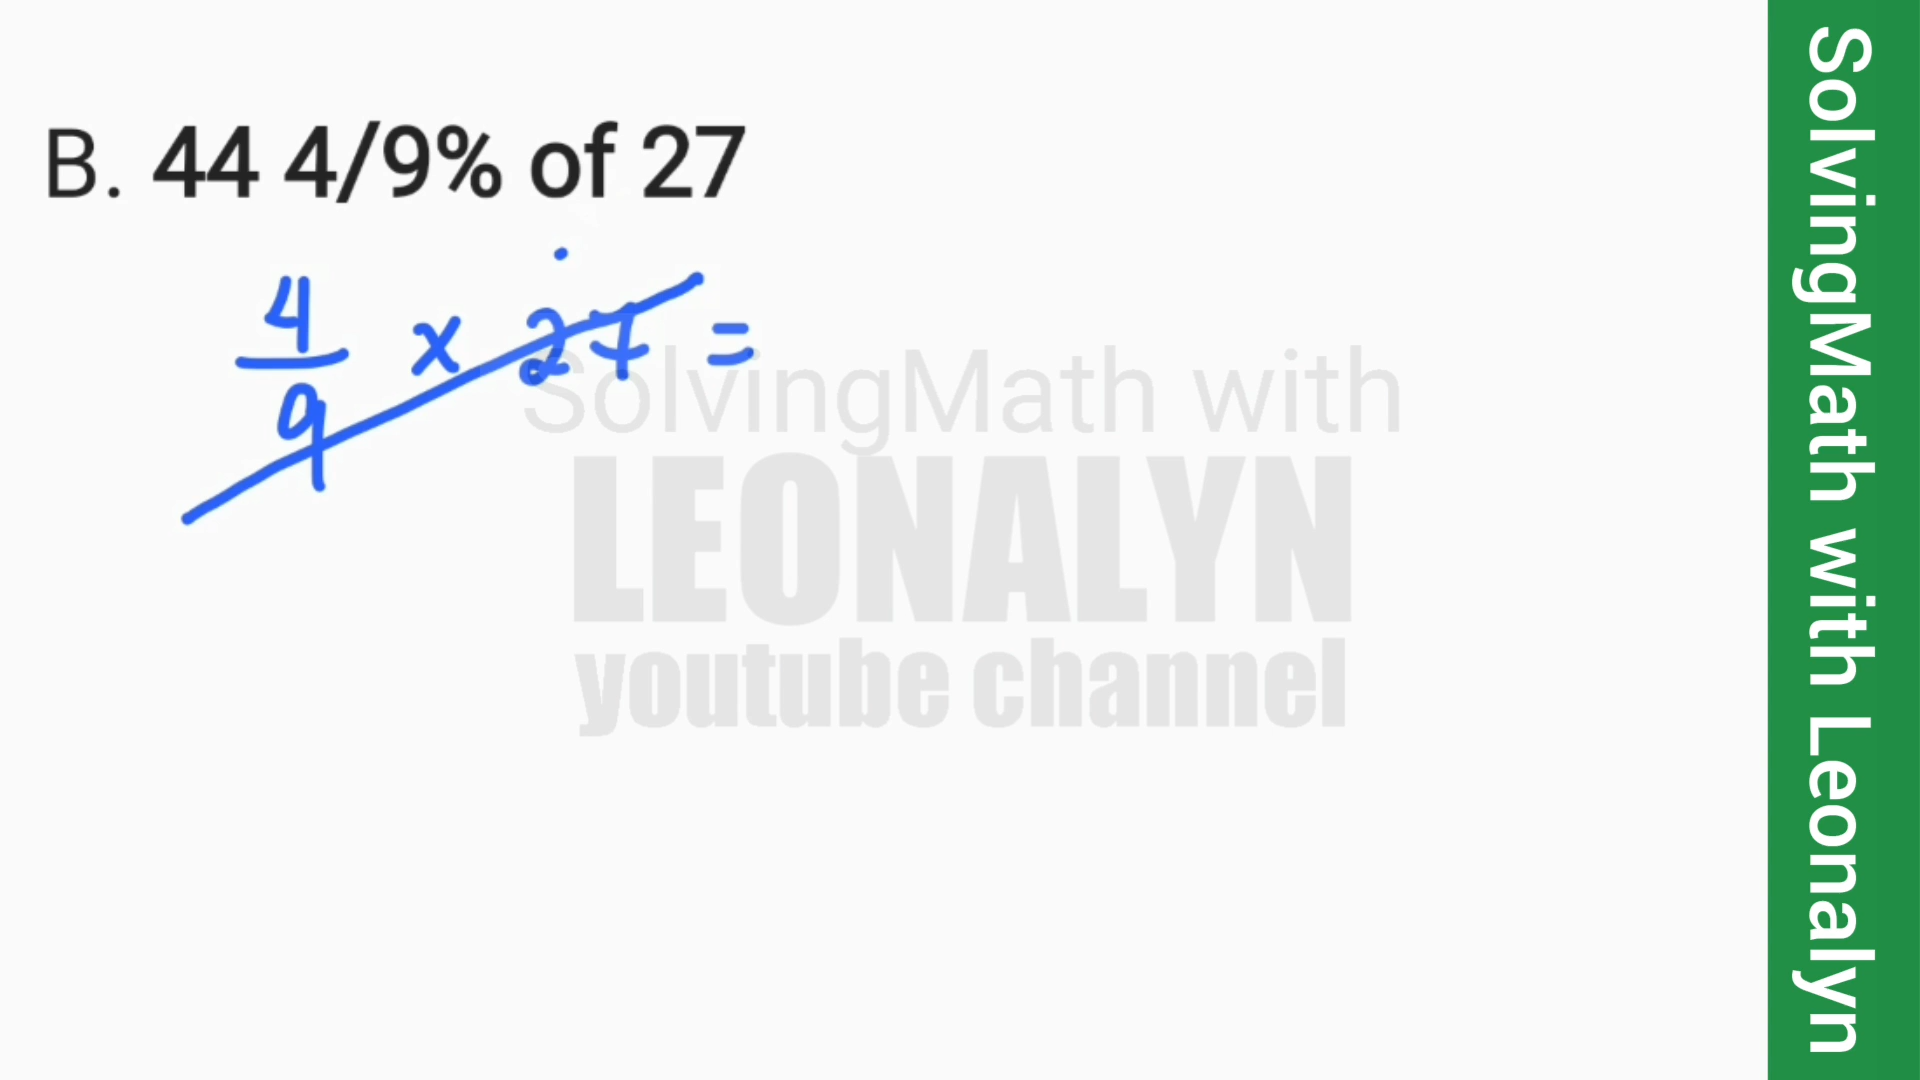 B. 44 4/9% of 27
4/9 x 27 =
SolvingMath with
LEONALYN
youtube channel
SolvingMath with Leonalyn